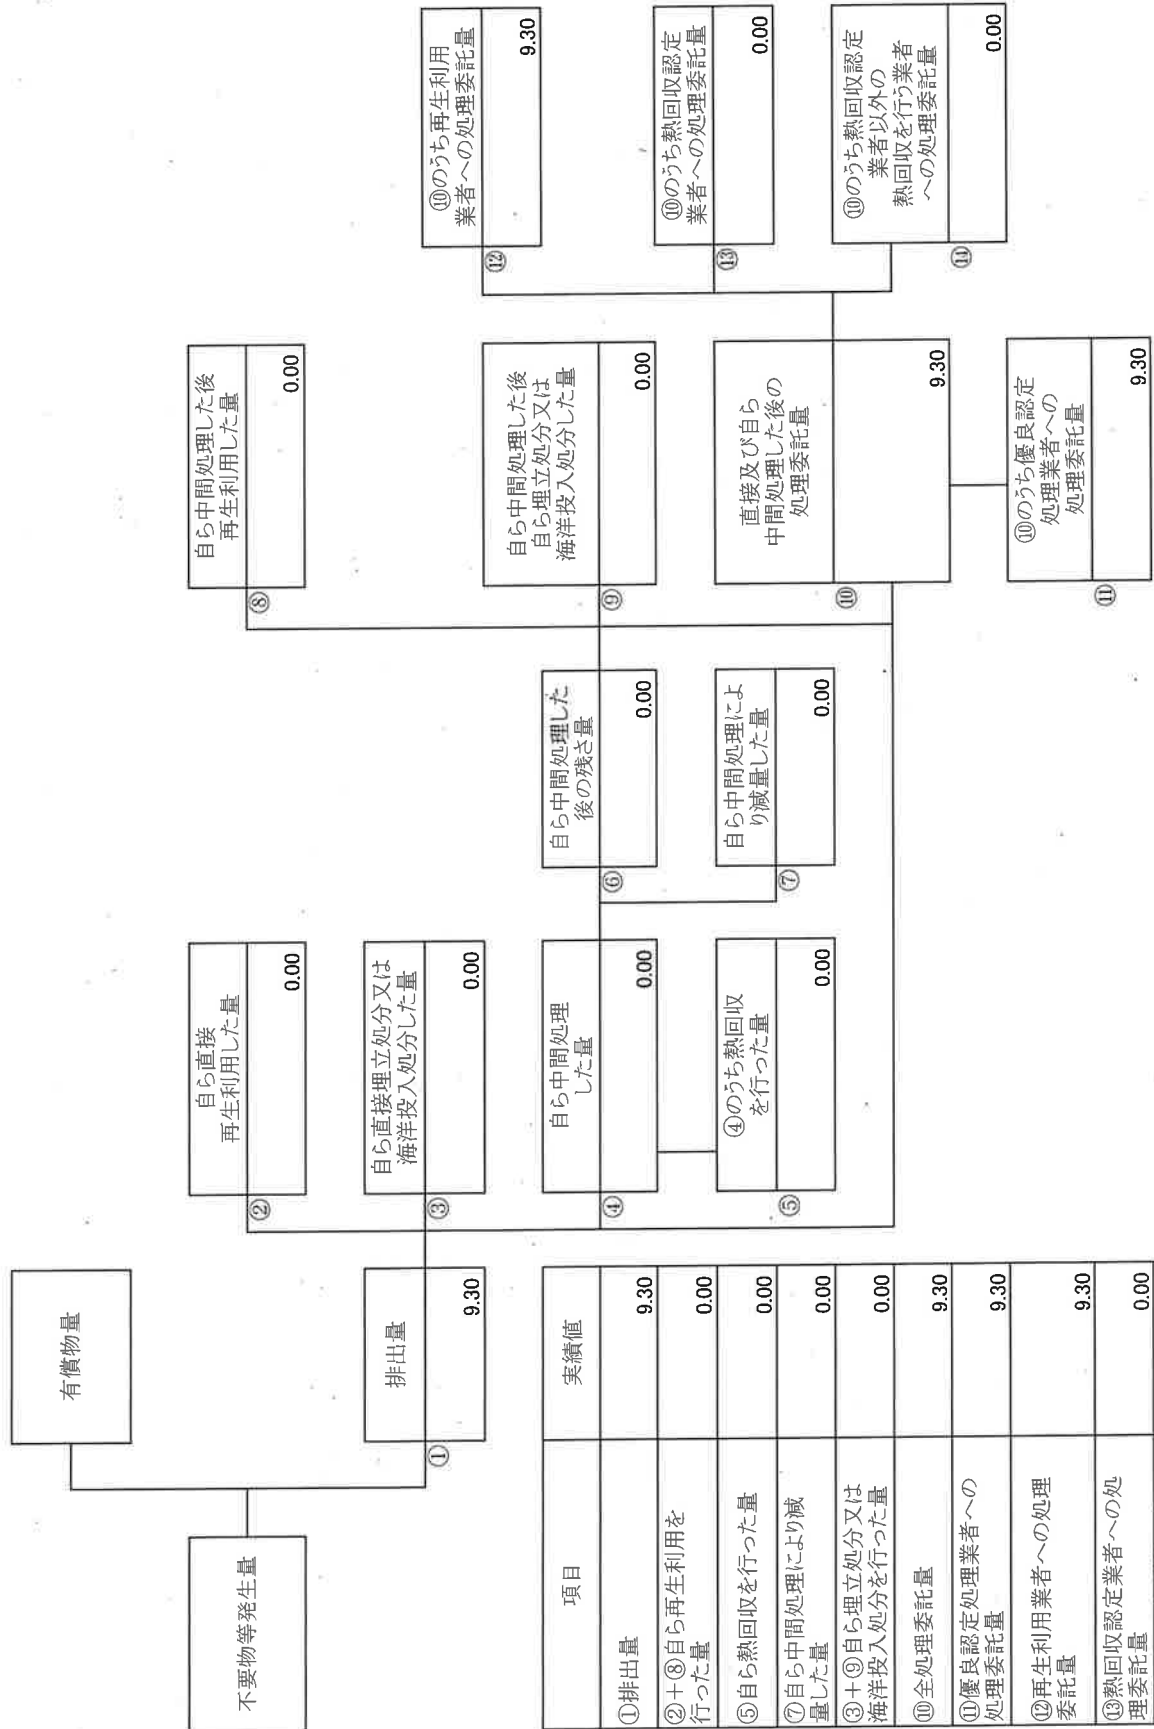 不要物等発生量
有償物量
排出量
①
9.30
自ら直接
再生利用した量
②
0.00
自ら直接埋立処分又は
海洋投入処分した量
③
0.00
自ら中間処理
した量
④
0.00
④のうち熱回収
を行った量
⑤
0.00
自ら中間処理した
後の残さ量
⑥
0.00
自ら中間処理によ
り減量した量
⑦
0.00
自ら中間処理した後
再生利用した量
⑧
0.00
自ら中間処理した後
自ら埋立処分又は
海洋投入処分した量
⑨
0.00
直接及び自ら
中間処理した後の
処理委託量
⑩
9.30
⑩のうち優良認定
処理業者への
処理委託量
⑪
9.30
⑩のうち再生利用
業者への処理委託量
⑫
9.30
⑩のうち熱回収認定
業者への処理委託量
⑬
0.00
⑩のうち熱回収認定
業者以外の
熱回収を行う業者
への処理委託量
⑭
0.00
項目 実績値
①排出量 9.30
②+⑧自ら再生利用を
行った量 0.00
⑤自ら熱回収を行った量 0.00
⑦自ら中間処理により減
量した量 0.00
③+⑨自ら埋立処分又は
海洋投入処分を行った量 0.00
⑩全処理委託量 9.30
⑪優良認定処理業者への
処理委託量 9.30
⑫再生利用業者への処理
委託量 9.30
⑬熱回収認定業者への処
理委託量 0.00